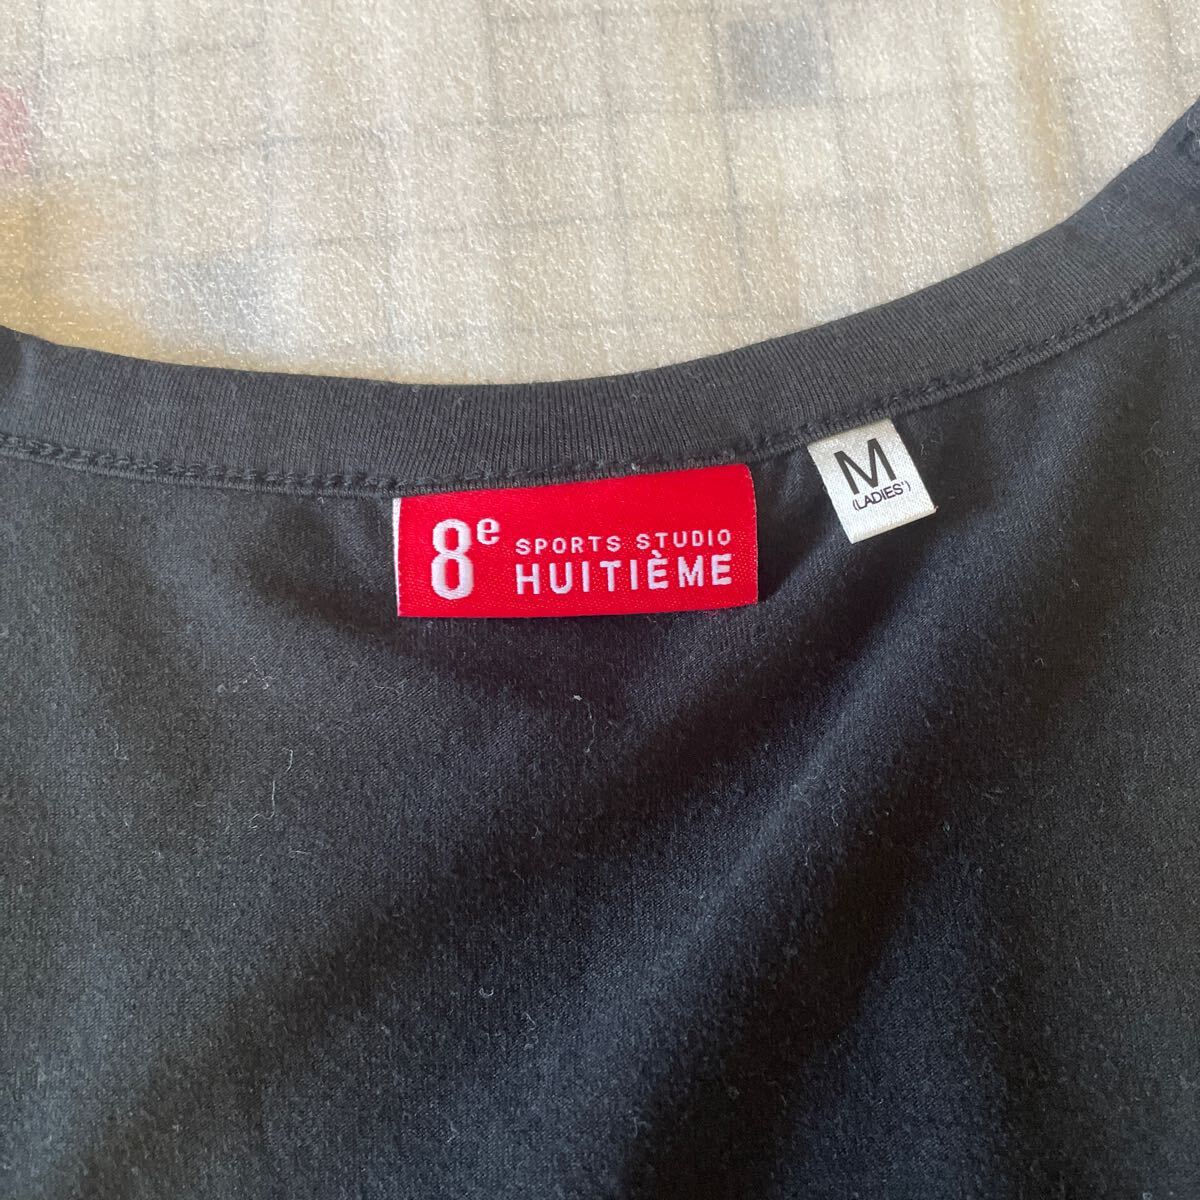 8e
SPORTS STUDIO
HUITIÈME
M
(LADIES')